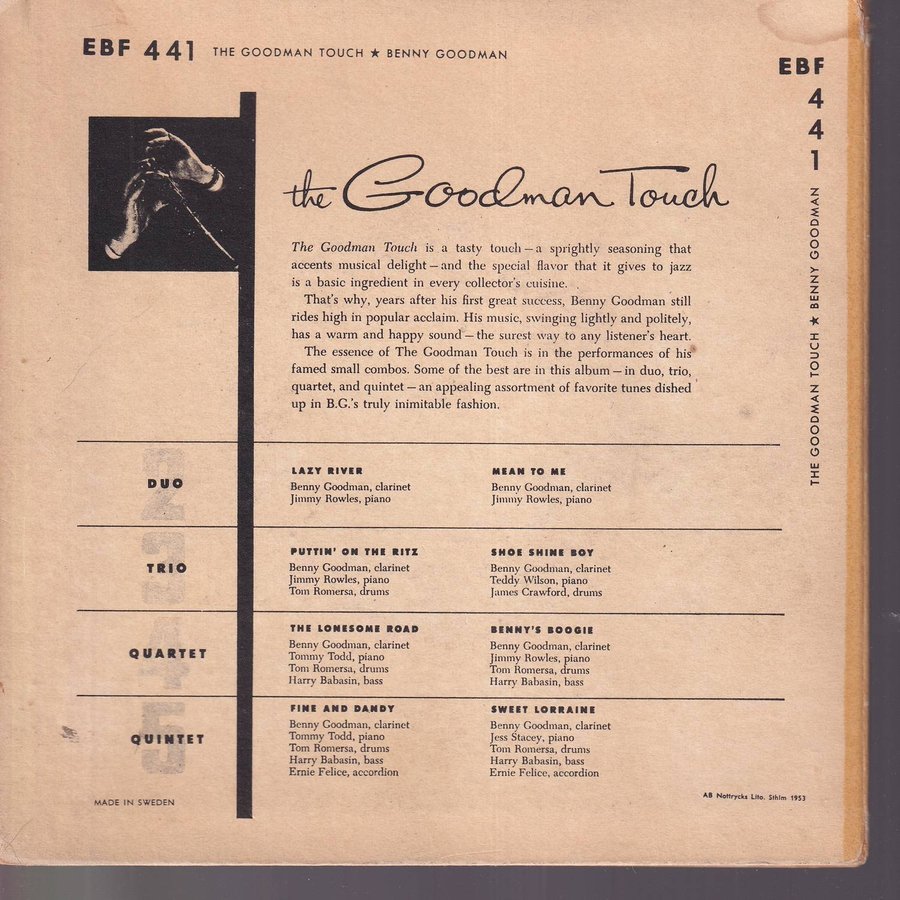 EBF 441 THE GOODMAN TOUCH ★ BENNY GOODMAN
EBF
4
4
1
THE GOODMAN TOUCH ★ BENNY GOODMAN
the Goodman Touch
The Goodman Touch is a tasty touch — a sprightly seasoning that
accents musical delight — and the special flavor that it gives to jazz
is a basic ingredient in every collector's cuisine.
That's why, years after his first great success, Benny Goodman still
rides high in popular acclaim. His music, swinging lightly and politely,
has a warm and happy sound — the surest way to any listener's heart.
The essence of The Goodman Touch is in the performances of his
famed small combos. Some of the best are in this album — in duo, trio,
quartet, and quintet — an appealing assortment of favorite tunes dished
up in B.G.'s truly inimitable fashion.
2
DUO
LAZY RIVER
Benny Goodman, clarinet
Jimmy Rowles, piano
MEAN TO ME
Benny Goodman, clarinet
Jimmy Rowles, piano
3
TRIO
PUTTIN' ON THE RITZ
Benny Goodman, clarinet
Jimmy Rowles, piano
Tom Romersa, drums
SHOE SHINE BOY
Benny Goodman, clarinet
Teddy Wilson, piano
James Crawford, drums
4
QUARTET
THE LONESOME ROAD
Benny Goodman, clarinet
Tommy Todd, piano
Tom Romersa, drums
Harry Babasin, bass
BENNY'S BOOGIE
Benny Goodman, clarinet
Jimmy Rowles, piano
Tom Romersa, drums
Harry Babasin, bass
5
QUINTET
FINE AND DANDY
Benny Goodman, clarinet
Tommy Todd, piano
Tom Romersa, drums
Harry Babasin, bass
Ernie Felice, accordion
SWEET LORRAINE
Benny Goodman, clarinet
Jess Stacey, piano
Tom Romersa, drums
Harry Babasin, bass
Ernie Felice, accordion
MADE IN SWEDEN
AB Nottrycks Lito. Sthlm 1953